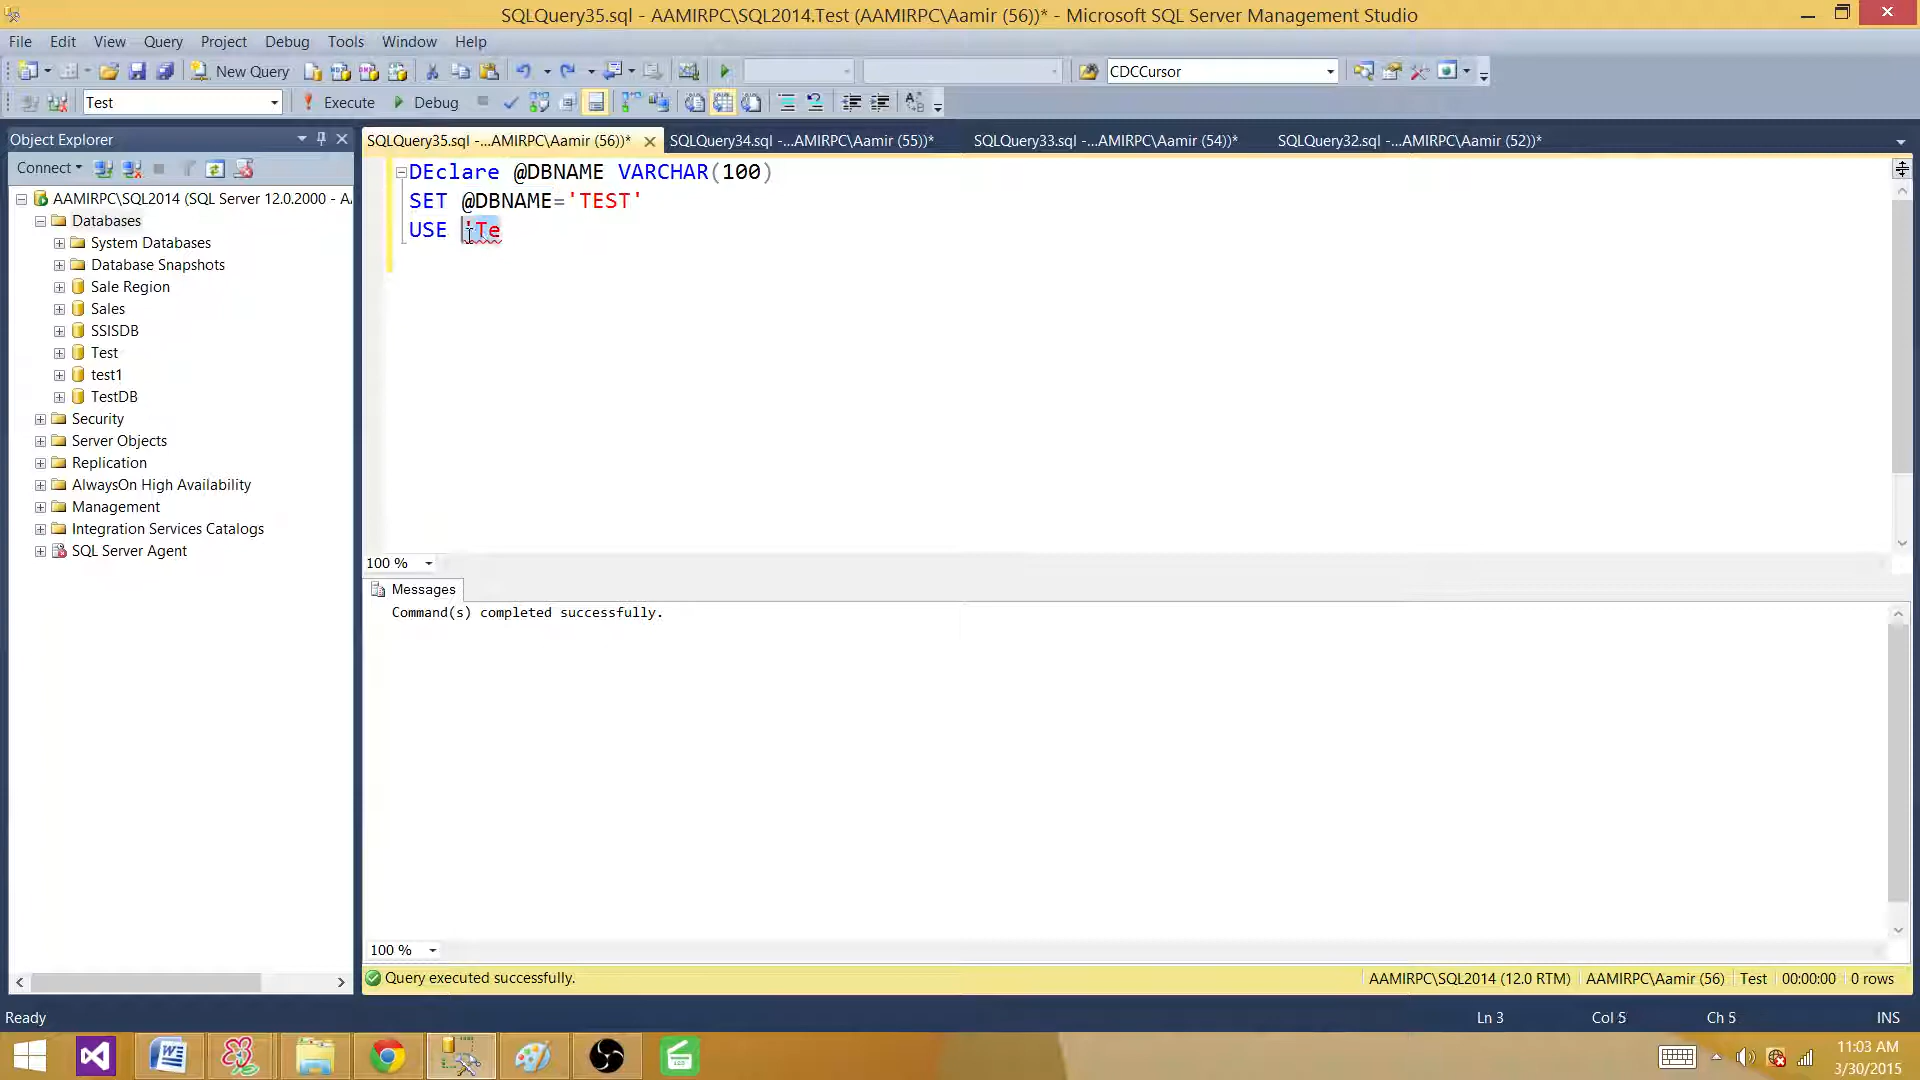 SQLQuery35.sql - AAMIRPC\SQL2014.Test (AAMIRPC\Aamir (56))* - Microsoft SQL Server Management Studio
File Edit View Query Project Debug Tools Window Help
New Query CDCCursor
Test Execute Debug
Object Explorer
Connect
AAMIRPC\SQL2014 (SQL Server 12.0.2000 - A
Databases
System Databases
Database Snapshots
Sale Region
Sales
SSISDB
Test
test1
TestDB
Security
Server Objects
Replication
AlwaysOn High Availability
Management
Integration Services Catalogs
SQL Server Agent
SQLQuery35.sql -...AMIRPC\Aamir (56))* SQLQuery34.sql -...AMIRPC\Aamir (55))* SQLQuery33.sql -...AMIRPC\Aamir (54))* SQLQuery32.sql -...AMIRPC\Aamir (52))*
DEclare @DBNAME VARCHAR(100)
SET @DBNAME='TEST'
USE 'Te
100 %
Messages
Command(s) completed successfully.
100 %
Query executed successfully. AAMIRPC\SQL2014 (12.0 RTM) AAMIRPC\Aamir (56) Test 00:00:00 0 rows
Ready Ln 3 Col 5 Ch 5 INS
11:03 AM
3/30/2015